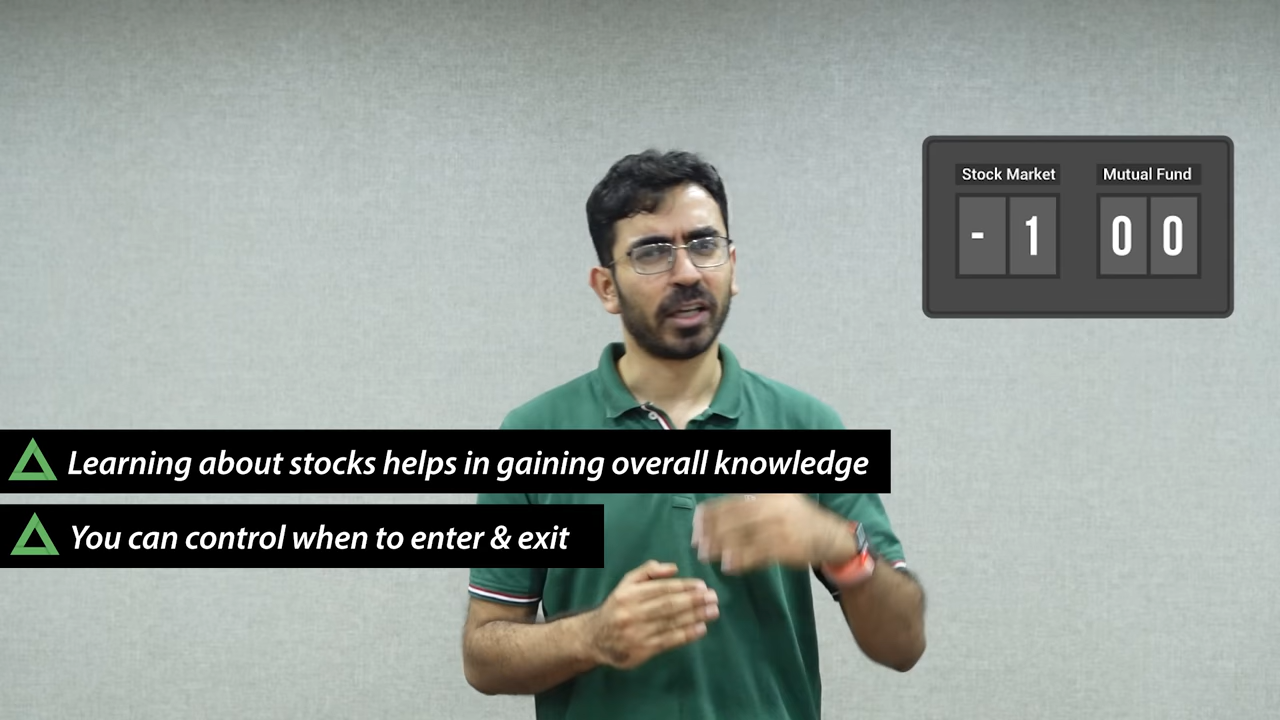 Stock Market
Mutual Fund
- 1
0 0
Learning about stocks helps in gaining overall knowledge
You can control when to enter & exit